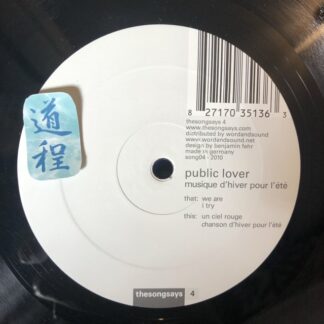 8 27170 35136 3
thesongsays 4
www.thesongsays.com
distributed by wordandsound
www.wordandsound.net
design by benjamin fehr
made in germany
song04 - 2010
道程
public lover
musique d'hiver pour l'été
that: we are
i try
this: un ciel rouge
chanson d'hiver pour l'été
thesongsays 4